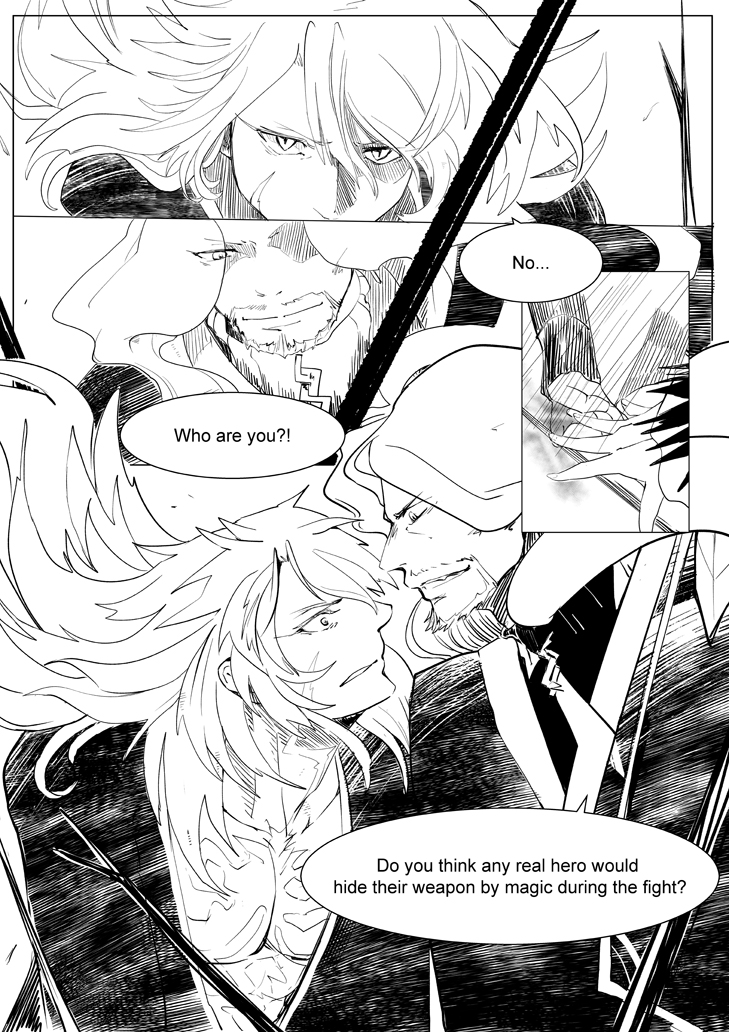 No...
Who are you?!
Do you think any real hero would
hide their weapon by magic during the fight?